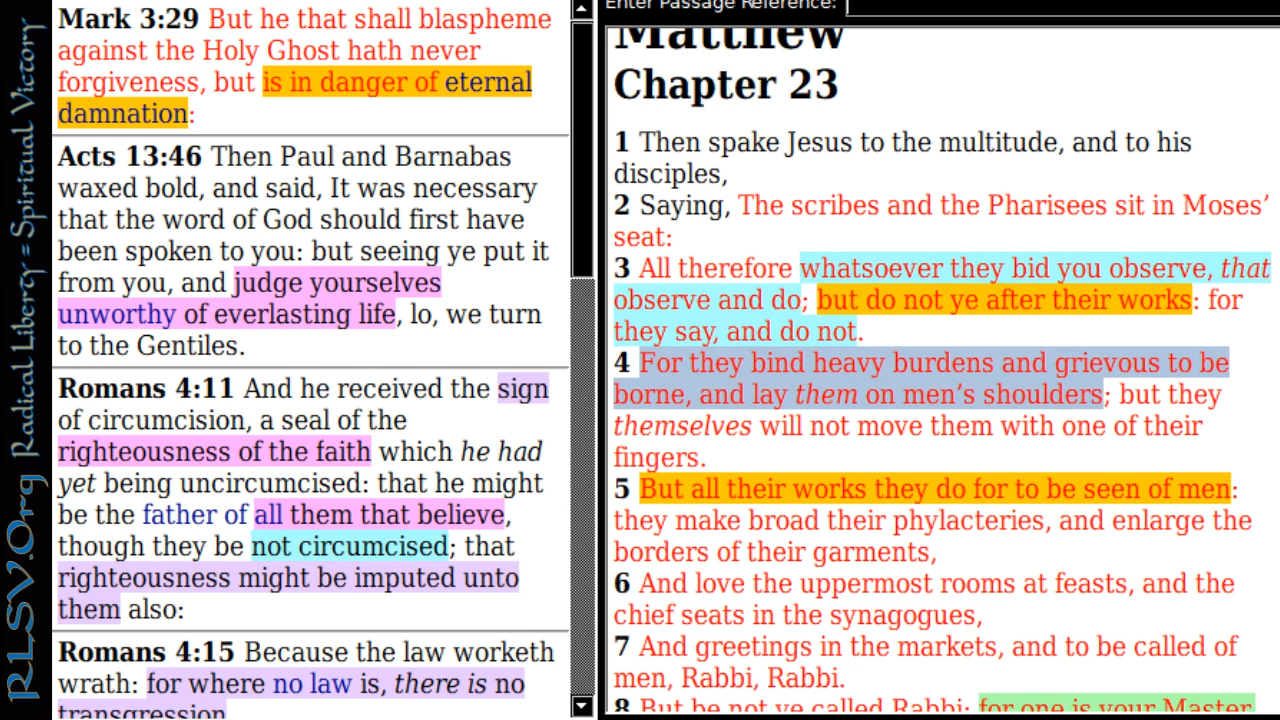 RLSV.Org Radical Liberty = Spiritual Victory
Mark 3:29 But he that shall blaspheme
against the Holy Ghost hath never
forgiveness, but is in danger of eternal
damnation:
Acts 13:46 Then Paul and Barnabas
waxed bold, and said, It was necessary
that the word of God should first have
been spoken to you: but seeing ye put it
from you, and judge yourselves
unworthy of everlasting life, lo, we turn
to the Gentiles.
Romans 4:11 And he received the sign
of circumcision, a seal of the
righteousness of the faith which he had
yet being uncircumcised: that he might
be the father of all them that believe,
though they be not circumcised; that
righteousness might be imputed unto
them also:
Romans 4:15 Because the law worketh
wrath: for where no law is, there is no
transgression
Enter Passage Reference:
Matthew
Chapter 23
1 Then spake Jesus to the multitude, and to his
disciples,
2 Saying, The scribes and the Pharisees sit in Moses’
seat:
3 All therefore whatsoever they bid you observe, that
observe and do; but do not ye after their works: for
they say, and do not.
4 For they bind heavy burdens and grievous to be
borne, and lay them on men’s shoulders; but they
themselves will not move them with one of their
fingers.
5 But all their works they do for to be seen of men:
they make broad their phylacteries, and enlarge the
borders of their garments,
6 And love the uppermost rooms at feasts, and the
chief seats in the synagogues,
7 And greetings in the markets, and to be called of
men, Rabbi, Rabbi.
8 But be not ye called Rabbi: for one is your Master